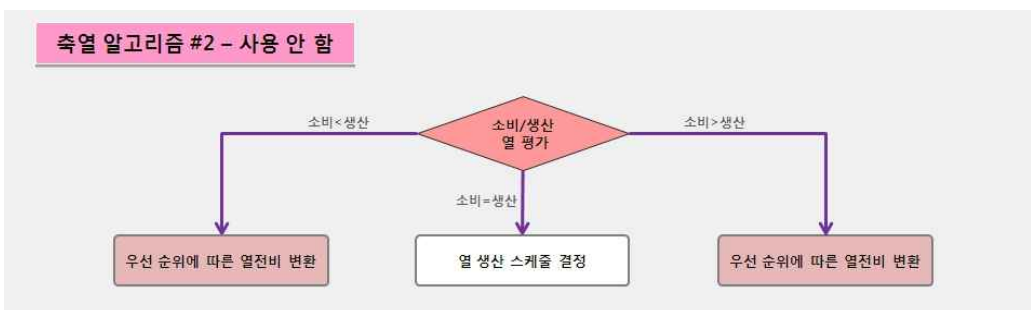 축열 알고리즘 #2 – 사용 안 함
소비<생산
소비/생산
열 평가
소비>생산
소비=생산
우선 순위에 따른 열전비 변환
열 생산 스케줄 결정
우선 순위에 따른 열전비 변환